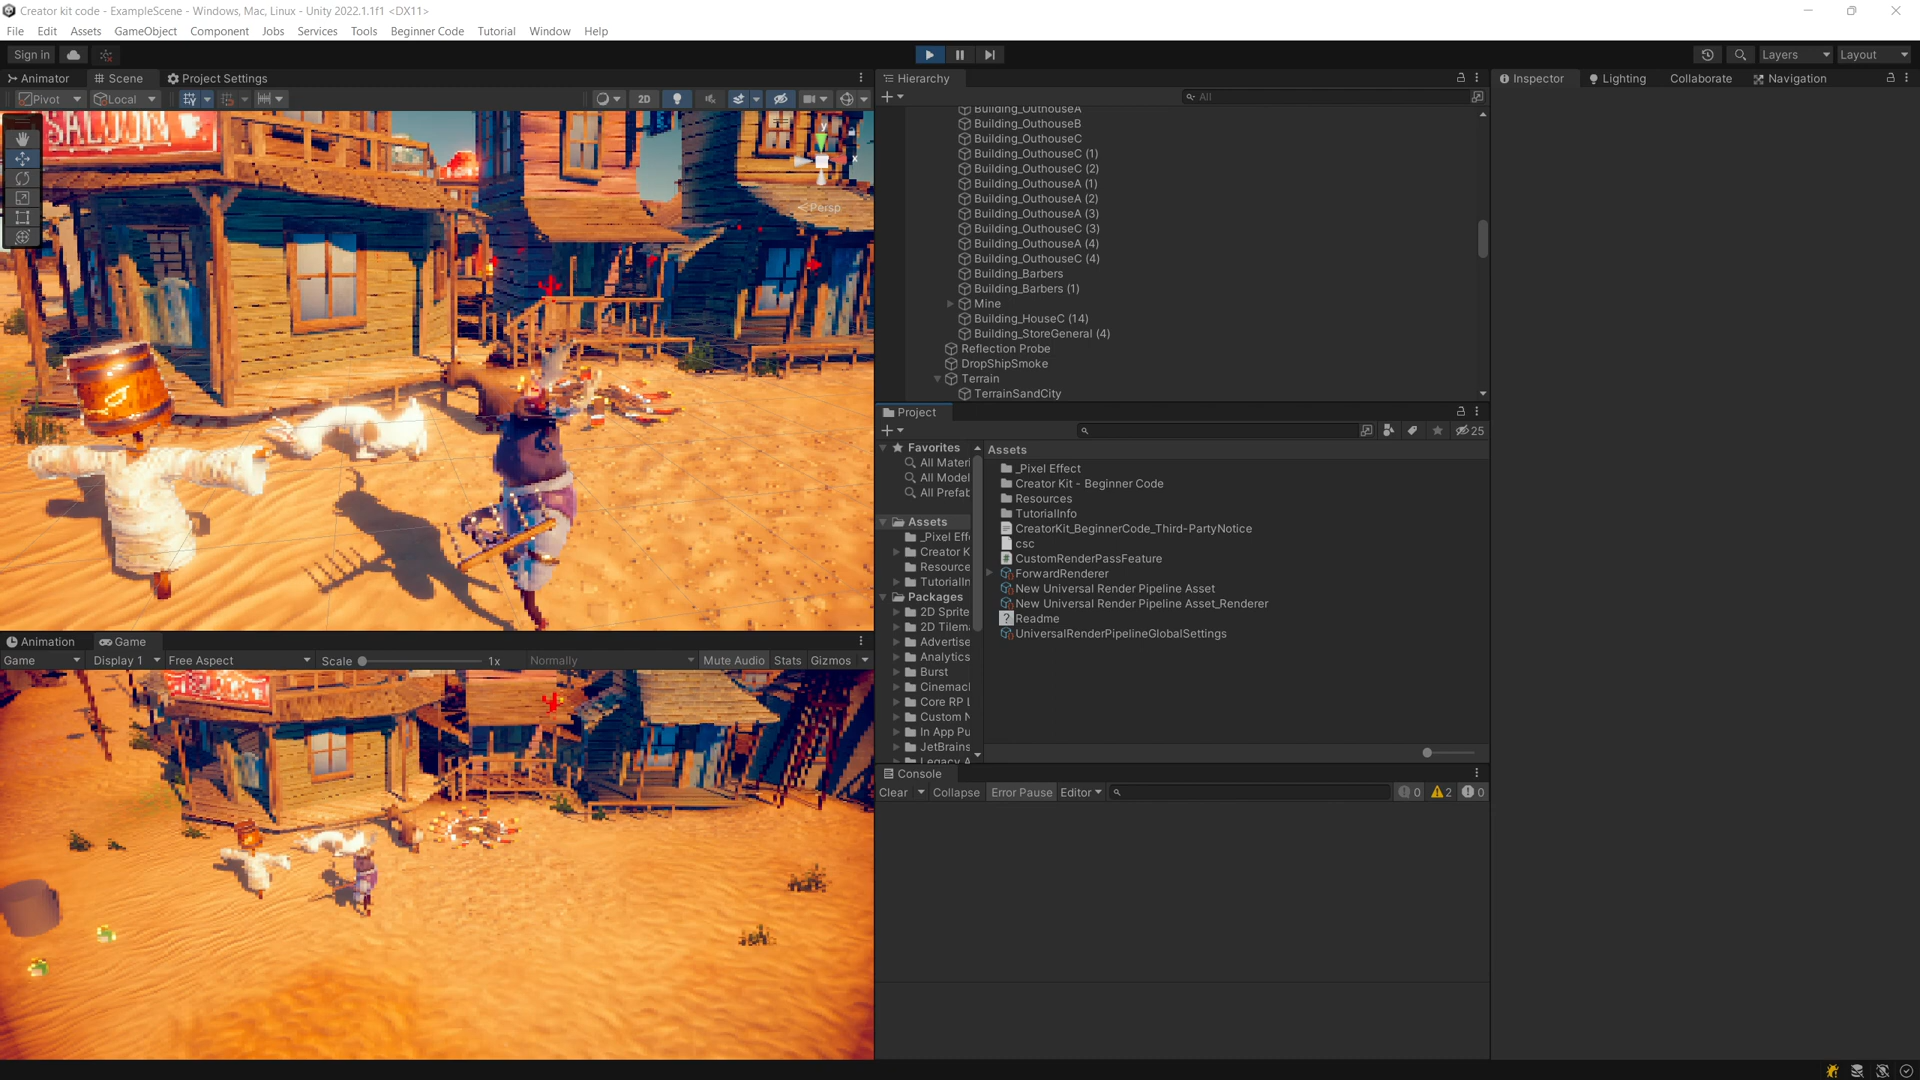 Creator kit code - ExampleScene - Windows, Mac, Linux - Unity 2022.1.1f1 <DX11>
File Edit Assets GameObject Component Jobs Services Tools Beginner Code Tutorial Window Help
Sign in
Layers Layout
Animator Scene Project Settings
Pivot Local 2D
SALOON
y
x
Persp
Hierarchy
All
Building_OuthouseA
Building_OuthouseB
Building_OuthouseC
Building_OuthouseC (1)
Building_OuthouseC (2)
Building_OuthouseA (1)
Building_OuthouseA (2)
Building_OuthouseA (3)
Building_OuthouseC (3)
Building_OuthouseA (4)
Building_OuthouseC (4)
Building_Barbers
Building_Barbers (1)
Mine
Building_HouseC (14)
Building_StoreGeneral (4)
Reflection Probe
DropShipSmoke
Terrain
TerrainSandCity
Inspector Lighting Collaborate Navigation
Project
25
Favorites
All Materi
All Model
All Prefab
Assets
_Pixel Effe
Creator K
Resource
TutorialIn
Packages
2D Sprite
2D Tilema
Advertise
Analytics
Burst
Cinemach
Core RP L
Custom N
In App Pu
JetBrains
Legacy A
Assets
_Pixel Effect
Creator Kit - Beginner Code
Resources
TutorialInfo
CreatorKit_BeginnerCode_Third-PartyNotice
csc
CustomRenderPassFeature
ForwardRenderer
New Universal Render Pipeline Asset
New Universal Render Pipeline Asset_Renderer
Readme
UniversalRenderPipelineGlobalSettings
Animation Game
Game Display 1 Free Aspect Scale 1x Normally Mute Audio Stats Gizmos
Console
Clear Collapse Error Pause Editor 0 2 0